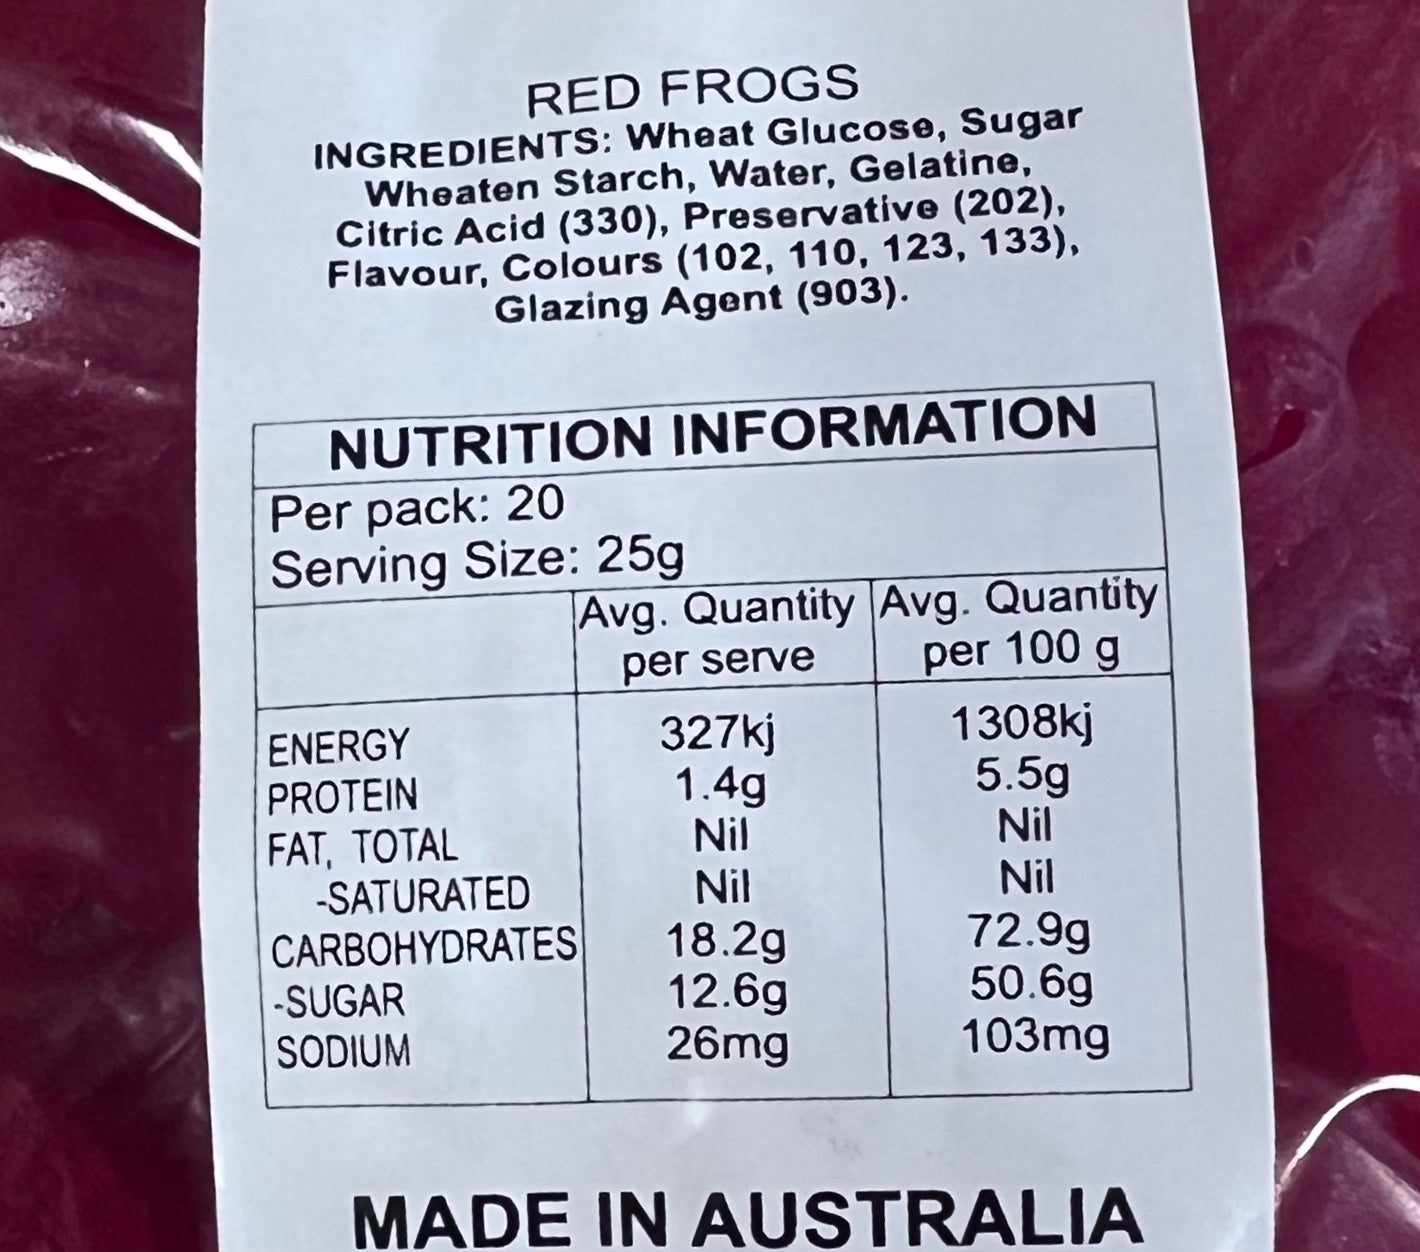 RED FROGS
INGREDIENTS: Wheat Glucose, Sugar
Wheaten Starch, Water, Gelatine,
Citric Acid (330), Preservative (202),
Flavour, Colours (102, 110, 123, 133),
Glazing Agent (903).
NUTRITION INFORMATION
Per pack: 20
Serving Size: 25g
Avg. Quantity per serve Avg. Quantity per 100 g
ENERGY 327kj 1308kj
PROTEIN 1.4g 5.5g
FAT, TOTAL Nil Nil
-SATURATED Nil Nil
CARBOHYDRATES 18.2g 72.9g
-SUGAR 12.6g 50.6g
SODIUM 26mg 103mg
MADE IN AUSTRALIA